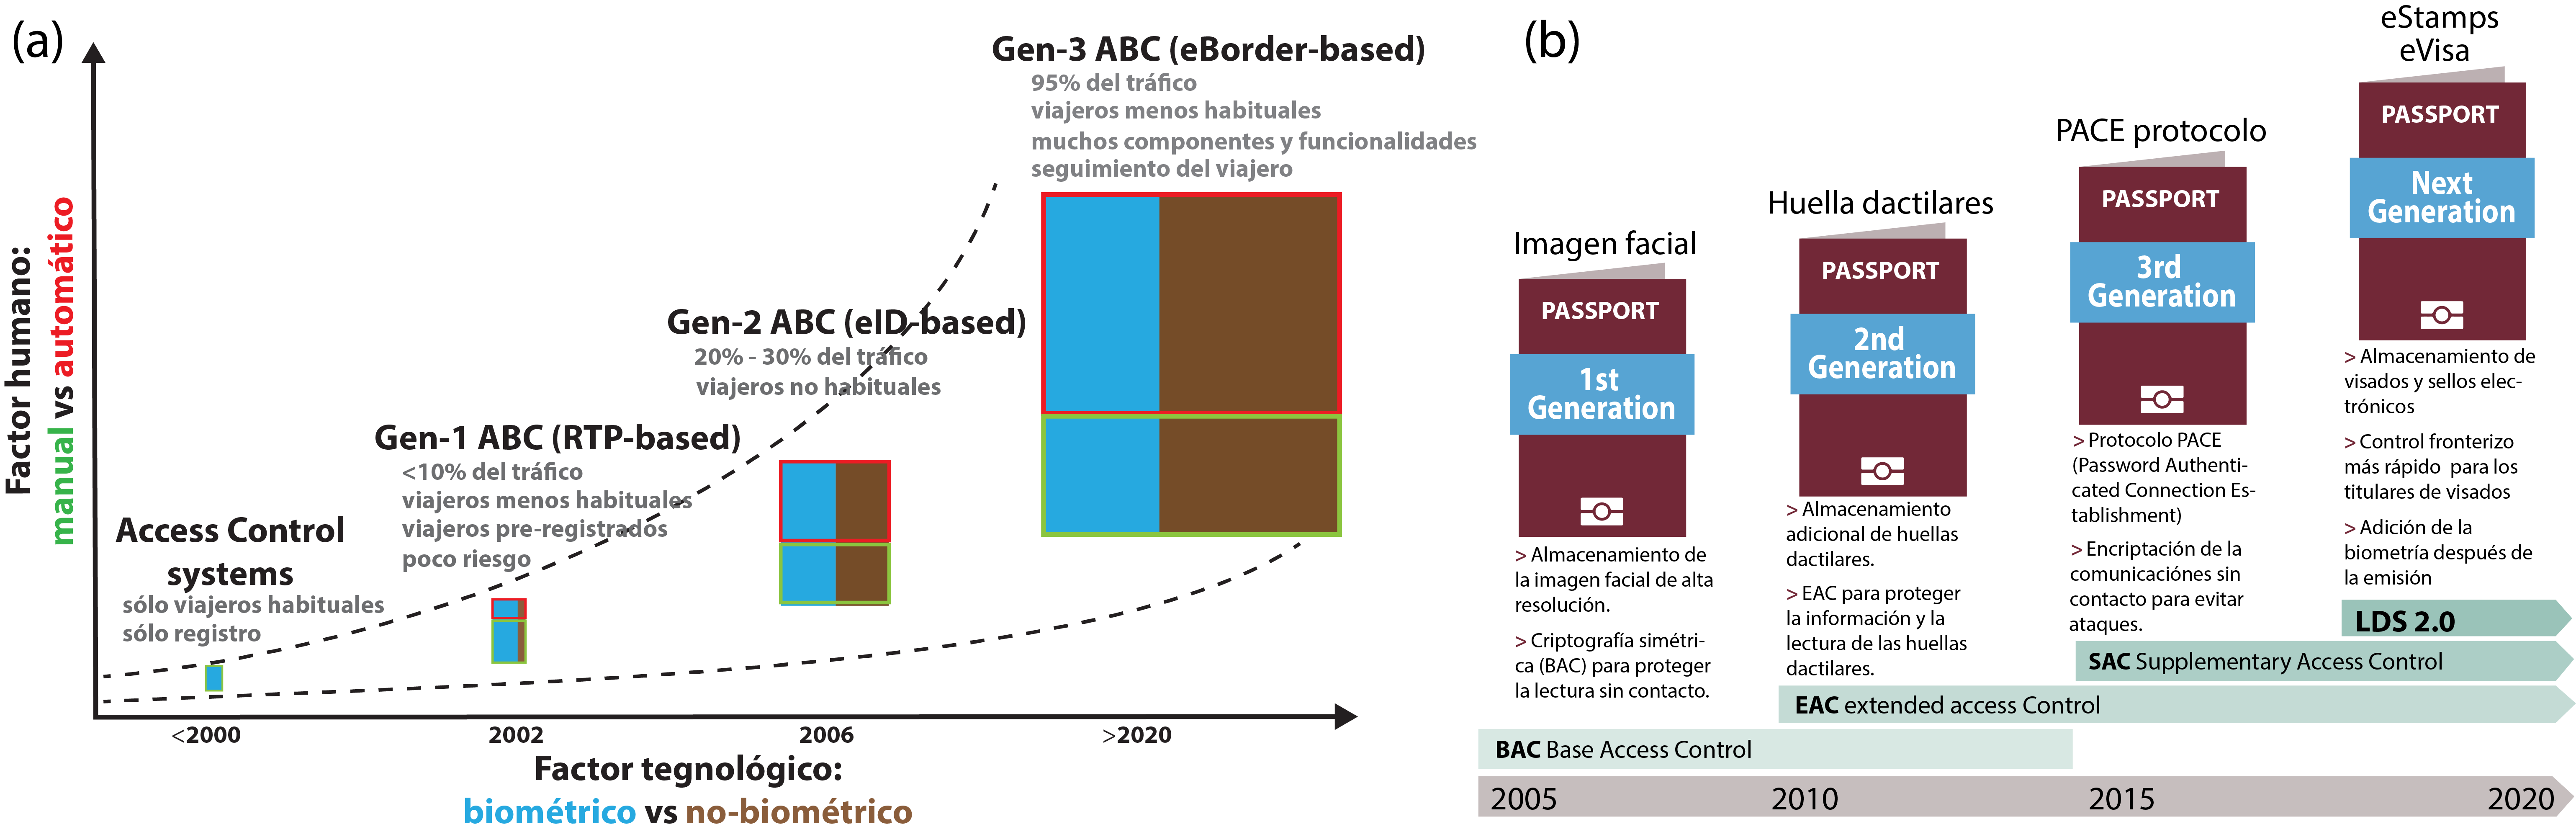 (a)
Factor humano:
manual vs automático
Gen-3 ABC (eBorder-based)
95% del tráfico
viajeros menos habituales
muchos componentes y funcionalidades
seguimiento del viajero
Gen-2 ABC (eID-based)
20% - 30% del tráfico
viajeros no habituales
Gen-1 ABC (RTP-based)
<10% del tráfico
viajeros menos habituales
viajeros pre-registrados
poco riesgo
Access Control
systems
sólo viajeros habituales
sólo registro
<2000
2002
2006
>2020
Factor tegnológico:
biométrico vs no-biométrico
(b)
Imagen facial
PASSPORT
1st
Generation
> Almacenamiento de
la imagen facial de alta
resolución.
> Criptografía simétri-
ca (BAC) para proteger
la lectura sin contacto.
Huella dactilares
PASSPORT
2nd
Generation
> Almacenamiento
adicional de huellas
dactilares.
> EAC para proteger
la información y la
lectura de las huellas
dactilares.
PACE protocolo
PASSPORT
3rd
Generation
> Protocolo PACE
(Password Authenti-
cated Connection Es-
tablishment)
> Encriptación de la
comunicaciónes sin
contacto para evitar
ataques.
eStamps
eVisa
PASSPORT
Next
Generation
> Almacenamiento de
visados y sellos elec-
trónicos
> Control fronterizo
más rápido para los
titulares de visados
> Adición de la
biometría después de
la emisión
LDS 2.0
SAC Supplementary Access Control
EAC extended access Control
BAC Base Access Control
2005
2010
2015
2020